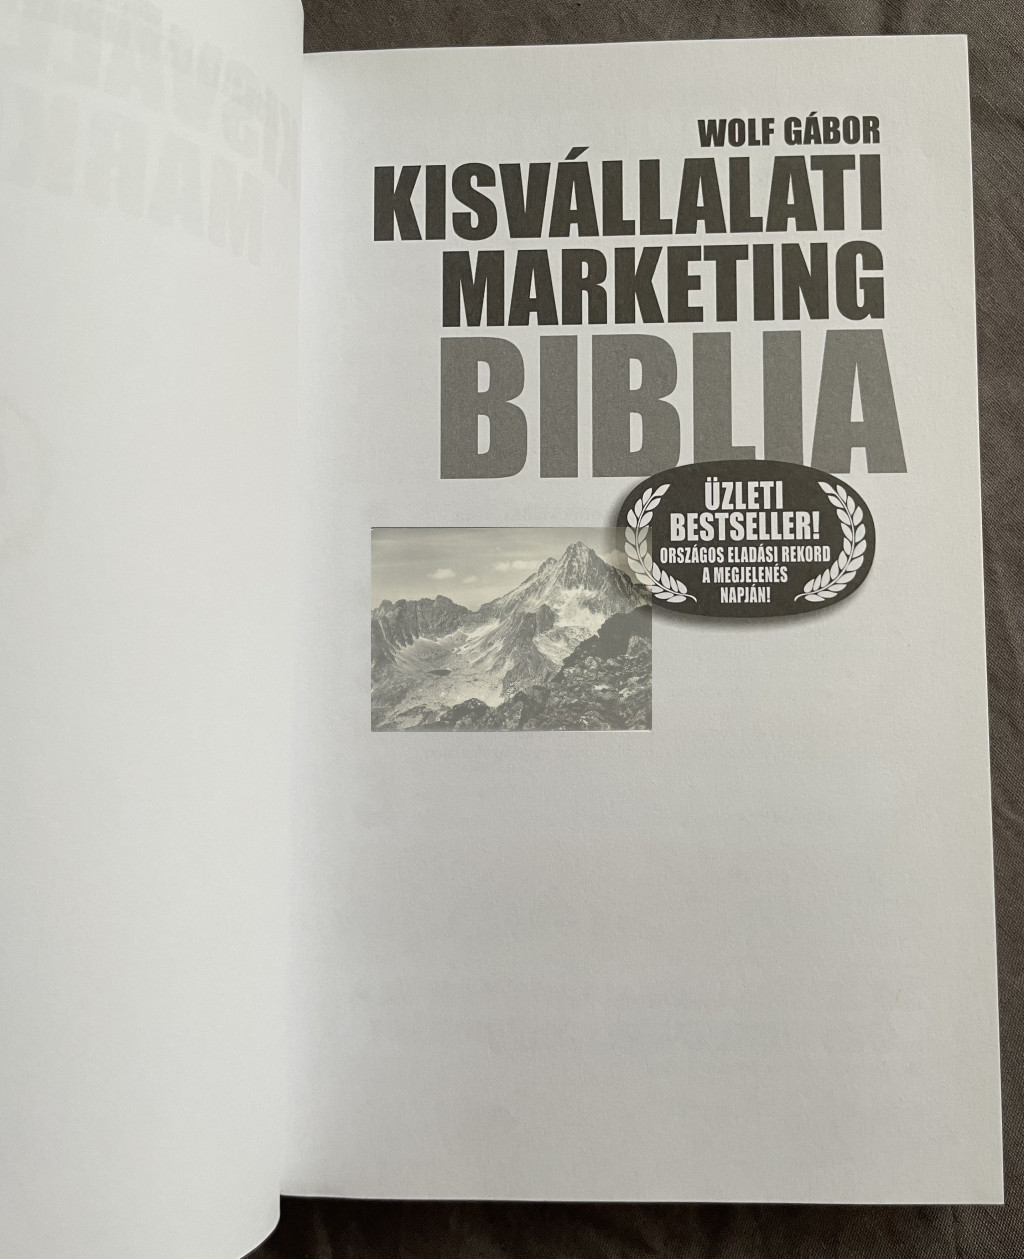 WOLF GÁBOR
KISVÁLLALATI
MARKETING
BIBLIA
ÜZLETI
BESTSELLER!
ORSZÁGOS ELADÁSI REKORD
A MEGJELENÉS
NAPJÁN!